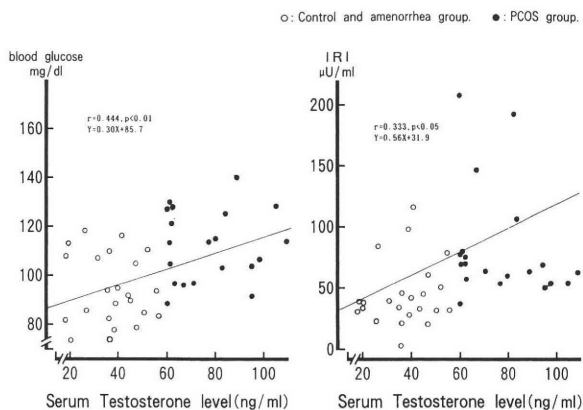 ○: Control and amenorrhea group. ●: PCOS group.
blood glucose
mg/dl
160
140
120
100
80
r=0.444, p<0.01
Y=0.30X+85.7
20 40 60 80 100
Serum Testosterone level(ng/ml)
IRI
μU/ml
200
150
100
50
0
r=0.333, p<0.05
Y=0.56X+31.9
20 40 60 80 100
Serum Testosterone level(ng/ml)